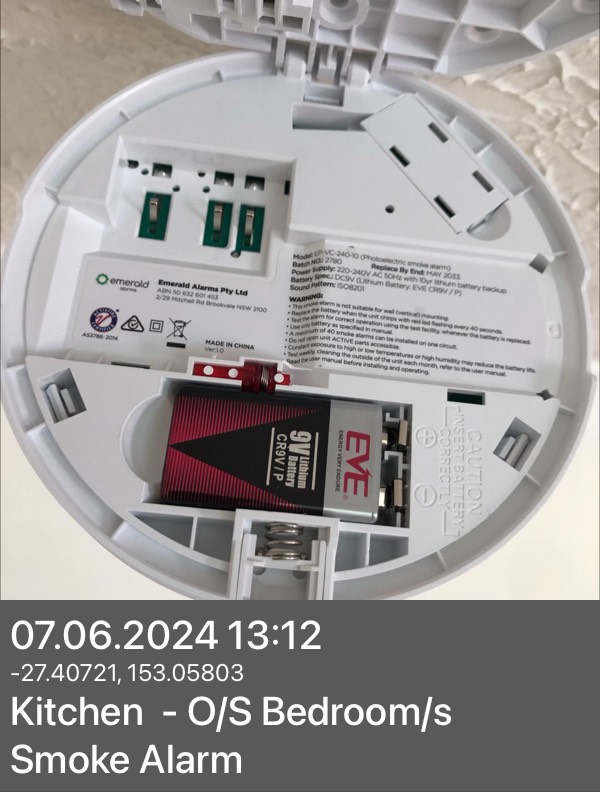 Model: EP-VC-240-10 (Photoelectric smoke alarm)
Batch NO.: 2780 Replace By End: MAY 2033
Power Supply: 220-240V AC 50Hz with 10yr lithium battery backup
Battery Spec.: DC9V (Lithium Battery: EVE CR9V / P)
Sound Pattern: ISO8201
WARNING:
• This smoke alarm is not suitable for wall (vertical) mounting.
• Replace the battery when the unit chirps with red led flashing every 40 seconds.
• Test the alarm for correct operation using the test facility, whenever the battery is replaced.
• Use only battery as specified in manual.
• A maximum of 40 smoke alarms can be installed on one circuit.
• Do not open unit ACTIVE parts accessible.
• Constant exposure to high or low temperatures or high humidity may reduce the battery life.
• Test weekly, cleaning the outside of the unit each month, refer to the user manual.
Read the user manual before installing and operating.
emerald
alarms
Emerald Alarms Pty Ltd
ABN 50 632 601 453
2/29 Mitchell Rd Brookvale NSW 2100
AS3786: 2014
MADE IN CHINA
Ver:1.0
9V Lithium
Battery
CR9V / P
EVE
ENERGY VERY ENDURE
CAUTION
INSERT BATTERY
CORRECTLY
07.06.2024 13:12
-27.40721, 153.05803
Kitchen - O/S Bedroom/s
Smoke Alarm